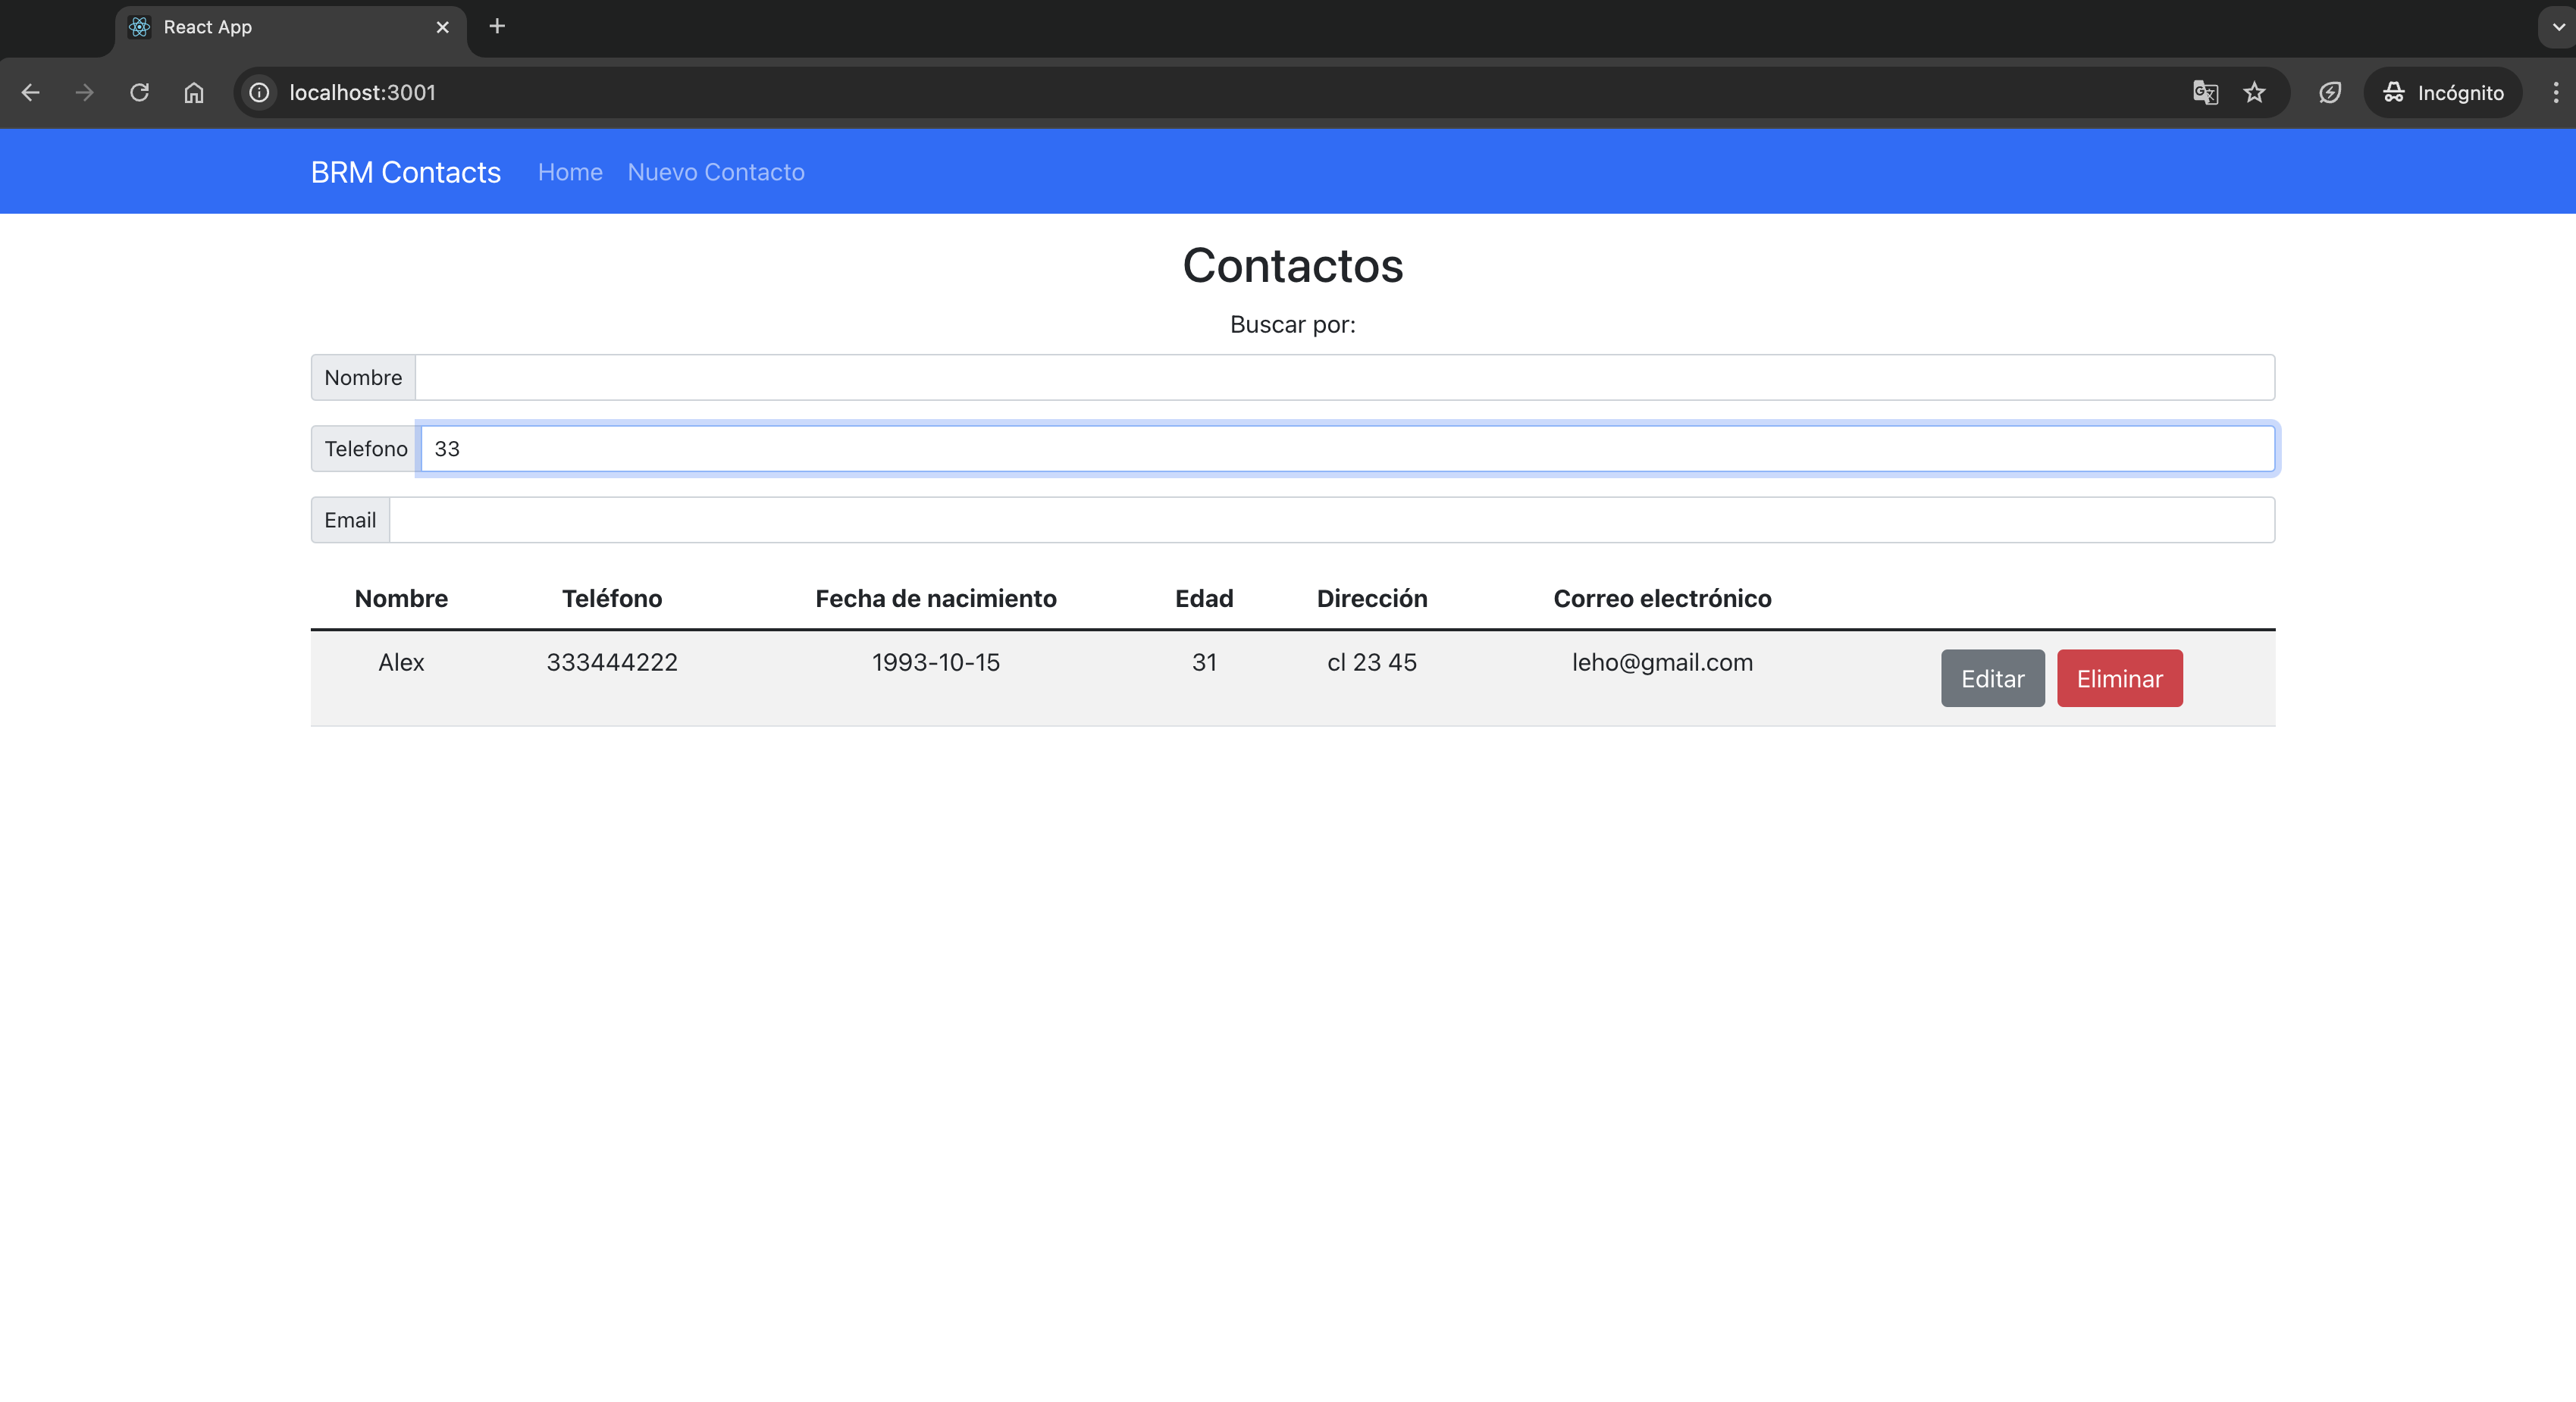 React App
localhost:3001
Incógnito
BRM Contacts Home Nuevo Contacto
Contactos
Buscar por:
Nombre
Telefono 33
Email
Nombre Teléfono Fecha de nacimiento Edad Dirección Correo electrónico
Alex 333444222 1993-10-15 31 cl 23 45 leho@gmail.com Editar Eliminar